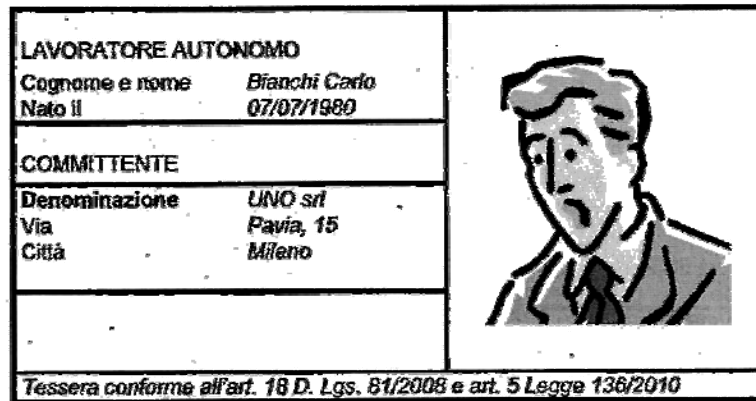 LAVORATORE AUTONOMO
Cognome e nome Bianchi Carlo
Nato il 07/07/1980
COMMITTENTE
Denominazione UNO srl
Via Pavia, 15
Città Milano
Tessera conforme all'art. 18 D. Lgs. 81/2008 e art. 5 Legge 136/2010